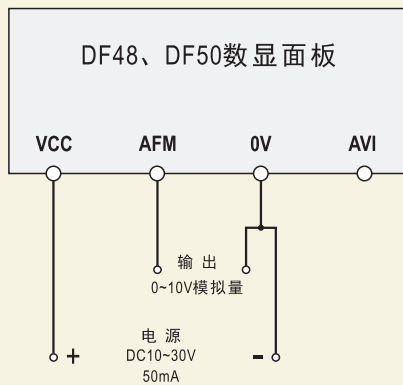 DF48、DF50数显面板
VCC AFM 0V AVI
输出
0~10V模拟量
电源
DC10~30V
+ -
50mA